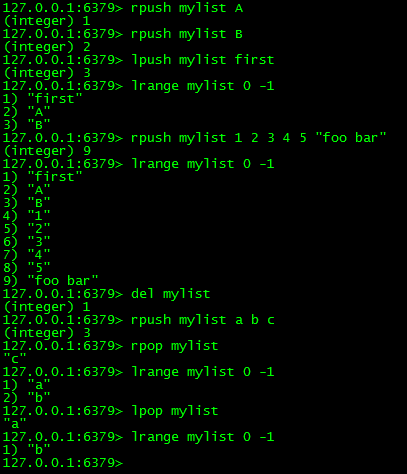 127.0.0.1:6379> rpush mylist A
(integer) 1
127.0.0.1:6379> rpush mylist B
(integer) 2
127.0.0.1:6379> lpush mylist first
(integer) 3
127.0.0.1:6379> lrange mylist 0 -1
1) "first"
2) "A"
3) "B"
127.0.0.1:6379> rpush mylist 1 2 3 4 5 "foo bar"
(integer) 9
127.0.0.1:6379> lrange mylist 0 -1
1) "first"
2) "A"
3) "B"
4) "1"
5) "2"
6) "3"
7) "4"
8) "5"
9) "foo bar"
127.0.0.1:6379> del mylist
(integer) 1
127.0.0.1:6379> rpush mylist a b c
(integer) 3
127.0.0.1:6379> rpop mylist
"c"
127.0.0.1:6379> lrange mylist 0 -1
1) "a"
2) "b"
127.0.0.1:6379> lpop mylist
"a"
127.0.0.1:6379> lrange mylist 0 -1
1) "b"
127.0.0.1:6379>